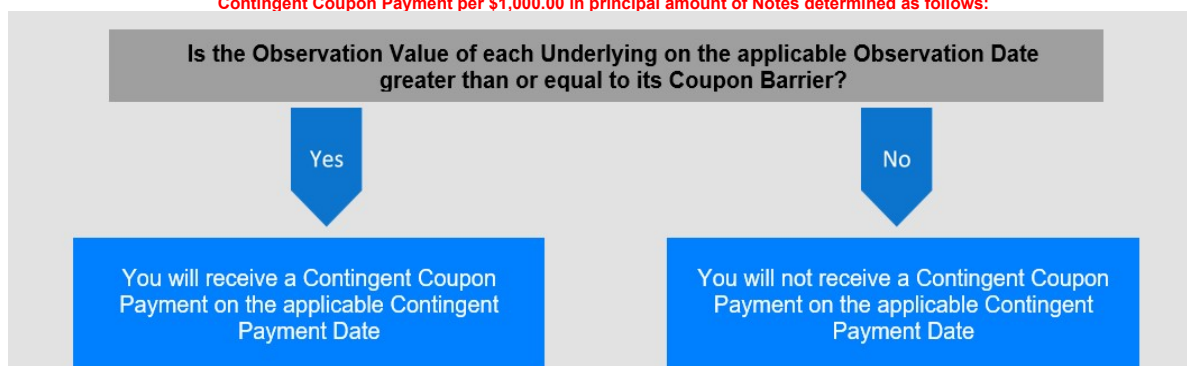 Contingent Coupon Payment per $1,000.00 in principal amount of Notes determined as follows:
Is the Observation Value of each Underlying on the applicable Observation Date
greater than or equal to its Coupon Barrier?
Yes
No
You will receive a Contingent Coupon
Payment on the applicable Contingent
Payment Date
You will not receive a Contingent Coupon
Payment on the applicable Contingent
Payment Date